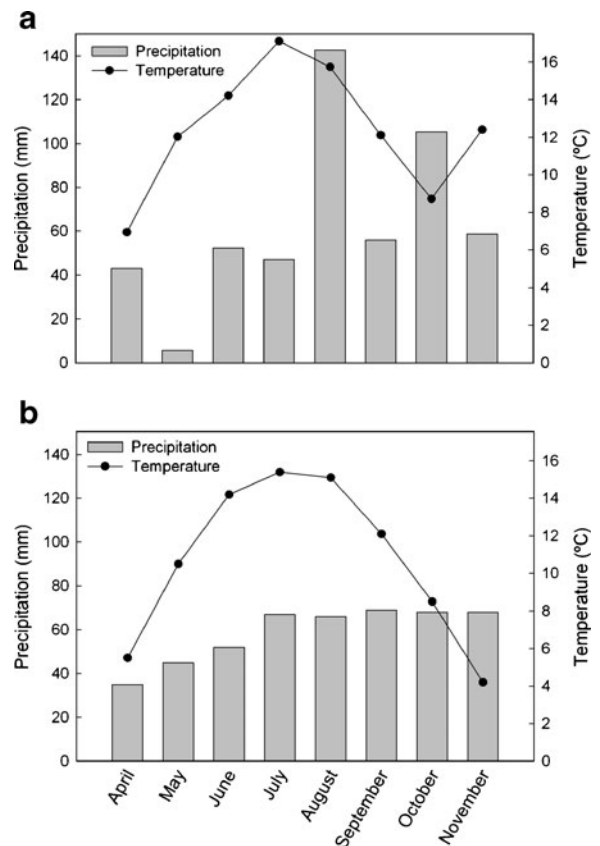 a
Precipitation
Temperature
Precipitation (mm)
140
120
100
80
60
40
20
0
Temperature (ºC)
16
14
12
10
8
6
4
2
0
b
Precipitation
Temperature
Precipitation (mm)
140
120
100
80
60
40
20
0
Temperature (ºC)
16
14
12
10
8
6
4
2
0
April
May
June
July
August
September
October
November